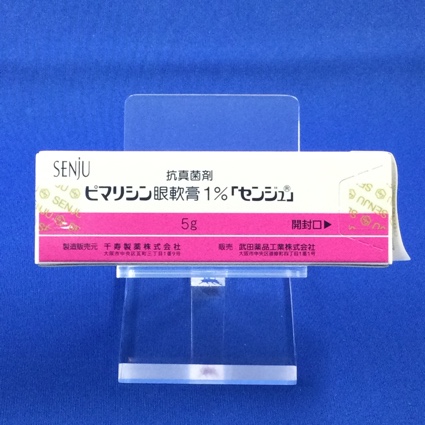 SENJU
抗真菌剤
ピマリシン眼軟膏1%「センジュ®」
5g
開封口▶
製造販売元 千寿製薬株式会社
販売 武田薬品工業株式会社